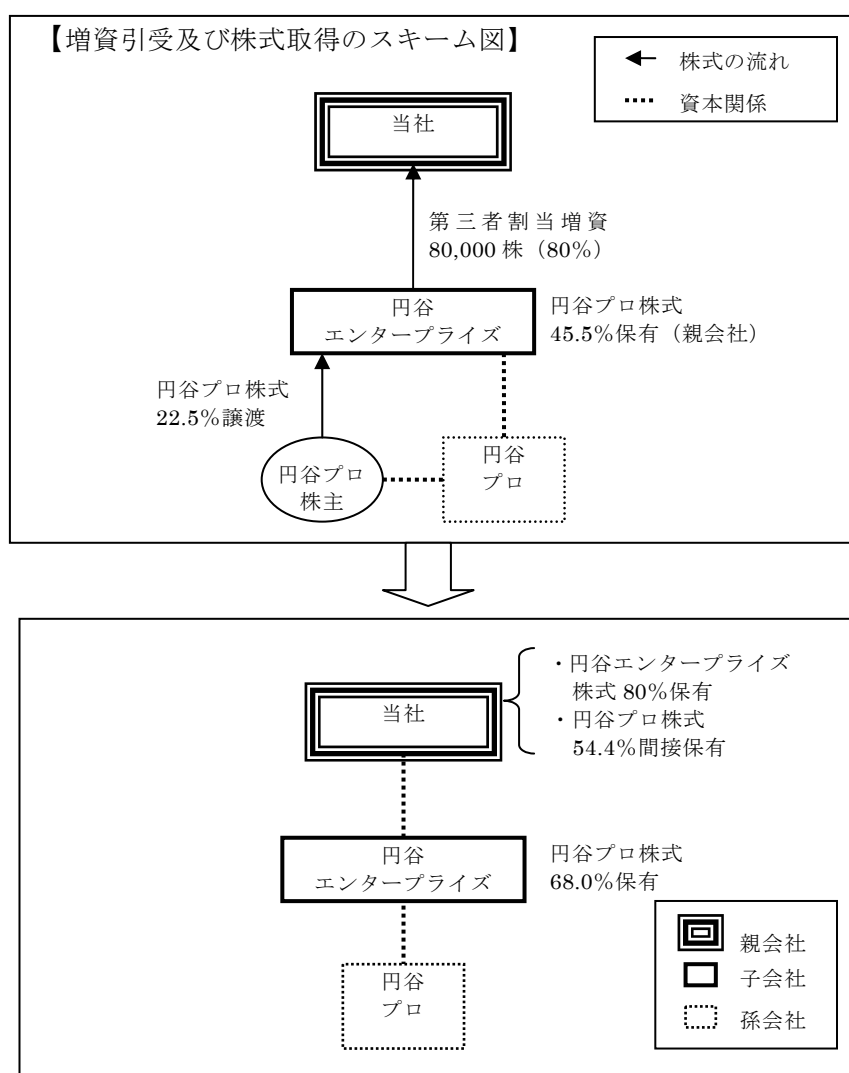 【増資引受及び株式取得のスキーム図】
株式の流れ
資本関係
当社
第三者割当増資
80,000 株（80%）
円谷
エンタープライズ
円谷プロ株式
45.5%保有（親会社）
円谷プロ株式
22.5%譲渡
円谷プロ
株主
円谷
プロ
当社
・円谷エンタープライズ
株式 80%保有
・円谷プロ株式
54.4%間接保有
円谷
エンタープライズ
円谷プロ株式
68.0%保有
円谷
プロ
親会社
子会社
孫会社